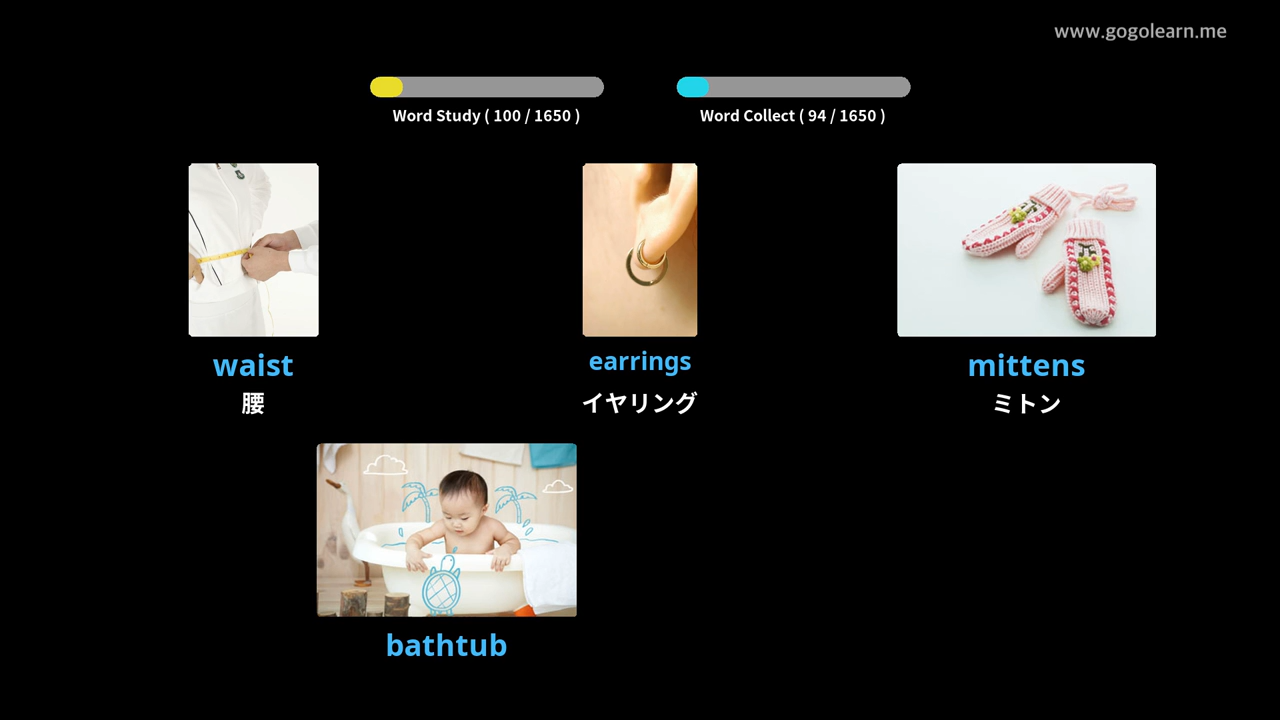 www.gogolearn.me
Word Study ( 100 / 1650 )
Word Collect ( 94 / 1650 )
waist
腰
earrings
イヤリング
mittens
ミトン
bathtub